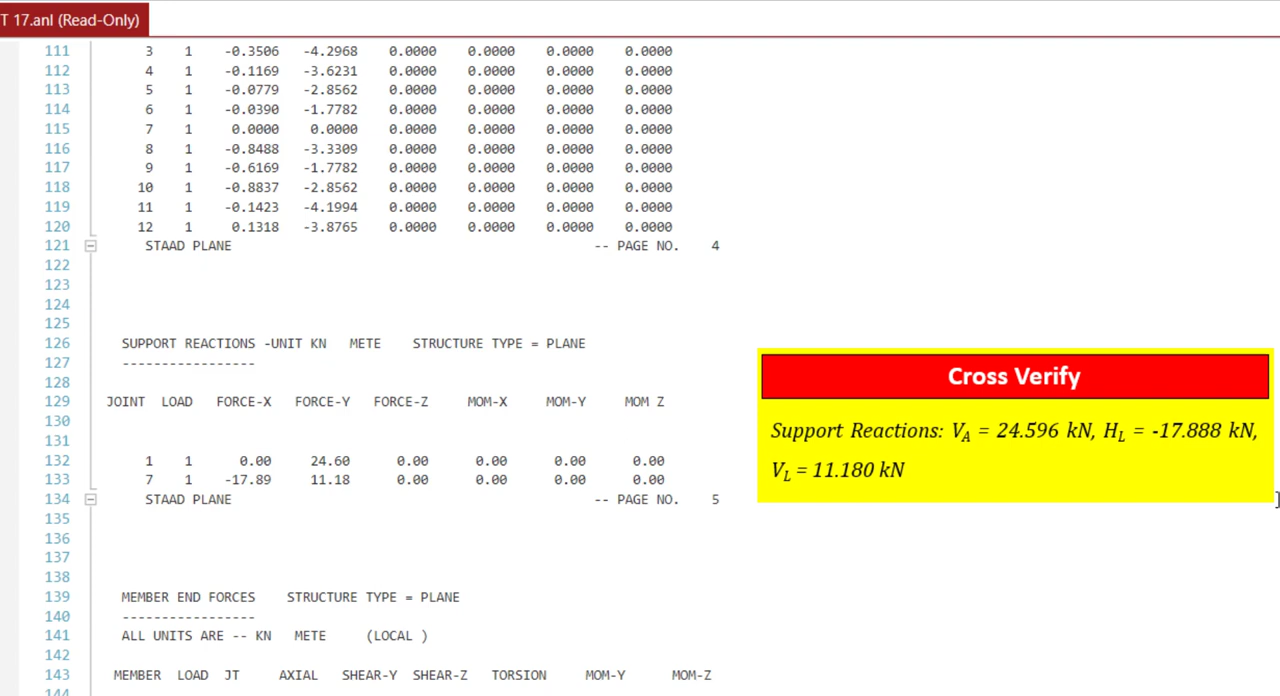 T 17.anl (Read-Only)
111 3 1 -0.3506 -4.2968 0.0000 0.0000 0.0000 0.0000
112 4 1 -0.1169 -3.6231 0.0000 0.0000 0.0000 0.0000
113 5 1 -0.0779 -2.8562 0.0000 0.0000 0.0000 0.0000
114 6 1 -0.0390 -1.7782 0.0000 0.0000 0.0000 0.0000
115 7 1 0.0000 0.0000 0.0000 0.0000 0.0000 0.0000
116 8 1 -0.8488 -3.3309 0.0000 0.0000 0.0000 0.0000
117 9 1 -0.6169 -1.7782 0.0000 0.0000 0.0000 0.0000
118 10 1 -0.8837 -2.8562 0.0000 0.0000 0.0000 0.0000
119 11 1 -0.1423 -4.1994 0.0000 0.0000 0.0000 0.0000
120 12 1 0.1318 -3.8765 0.0000 0.0000 0.0000 0.0000
121 STAAD PLANE -- PAGE NO. 4
122
123
124
125
126 SUPPORT REACTIONS -UNIT KN METE STRUCTURE TYPE = PLANE
127 -----------------
128
129 JOINT LOAD FORCE-X FORCE-Y FORCE-Z MOM-X MOM-Y MOM Z
130
131
132 1 1 0.00 24.60 0.00 0.00 0.00 0.00
133 7 1 -17.89 11.18 0.00 0.00 0.00 0.00
134 STAAD PLANE -- PAGE NO. 5
135
136
137
138
139 MEMBER END FORCES STRUCTURE TYPE = PLANE
140 -----------------
141 ALL UNITS ARE -- KN METE (LOCAL )
142
143 MEMBER LOAD JT AXIAL SHEAR-Y SHEAR-Z TORSION MOM-Y MOM-Z
144
Cross Verify
Support Reactions: V_A = 24.596 kN, H_L = -17.888 kN,
V_L = 11.180 kN
]